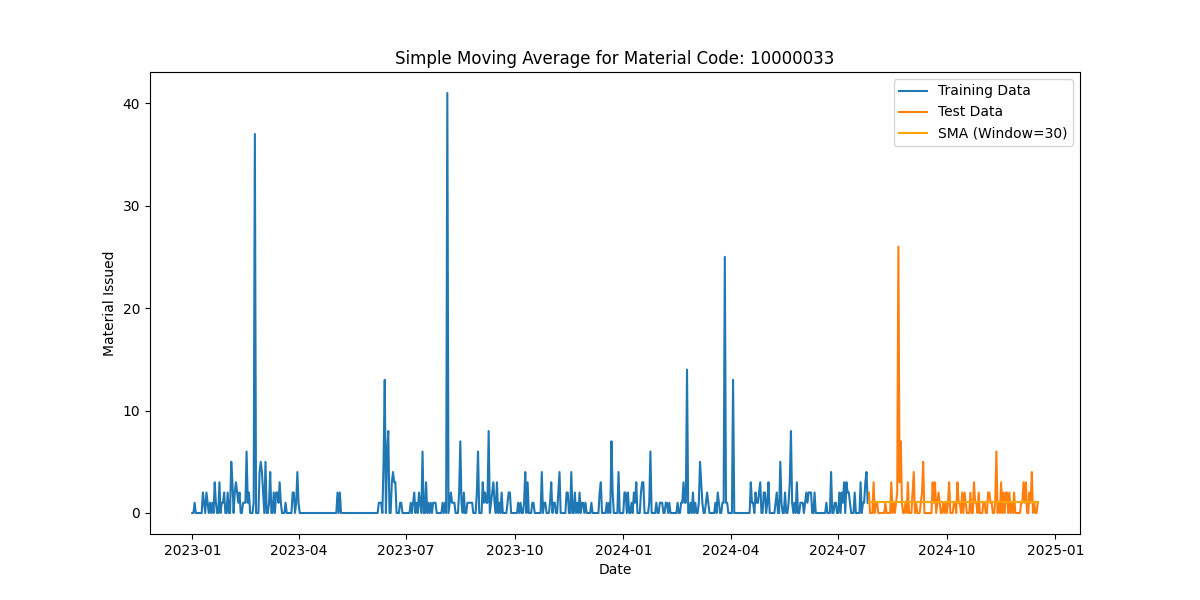 Simple Moving Average for Material Code: 10000033
Training Data
Test Data
SMA (Window=30)
Material Issued
40
30
20
10
0
2023-01
2023-04
2023-07
2023-10
2024-01
2024-04
2024-07
2024-10
2025-01
Date